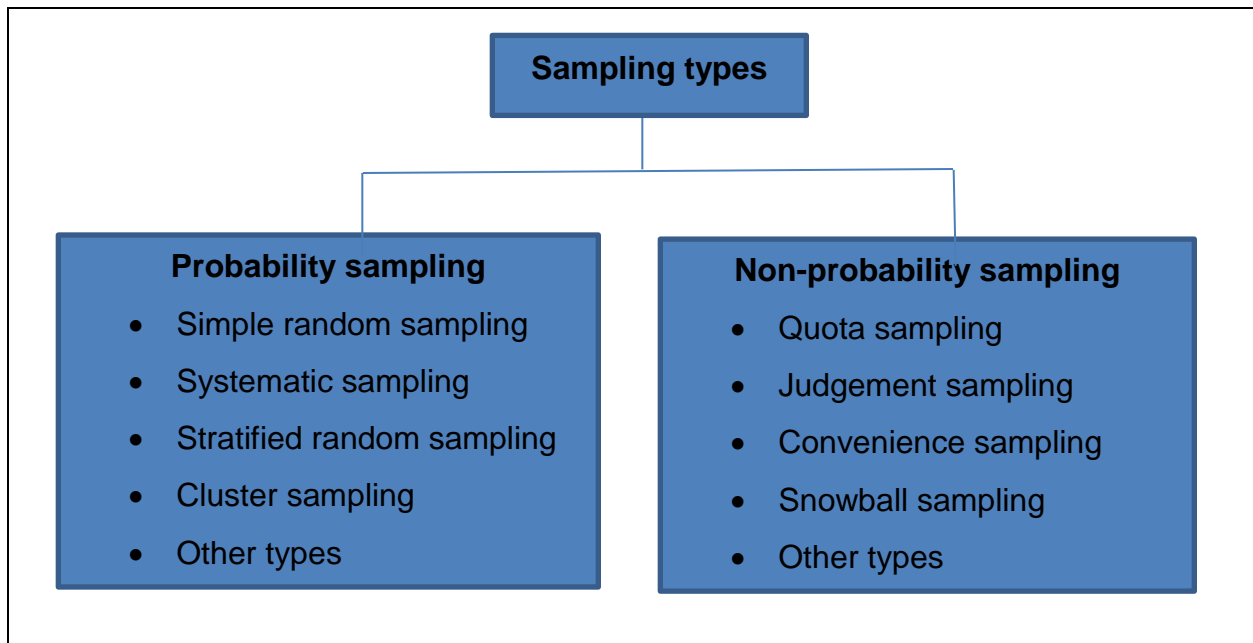 Sampling types
Probability sampling
• Simple random sampling
• Systematic sampling
• Stratified random sampling
• Cluster sampling
• Other types
Non-probability sampling
• Quota sampling
• Judgement sampling
• Convenience sampling
• Snowball sampling
• Other types